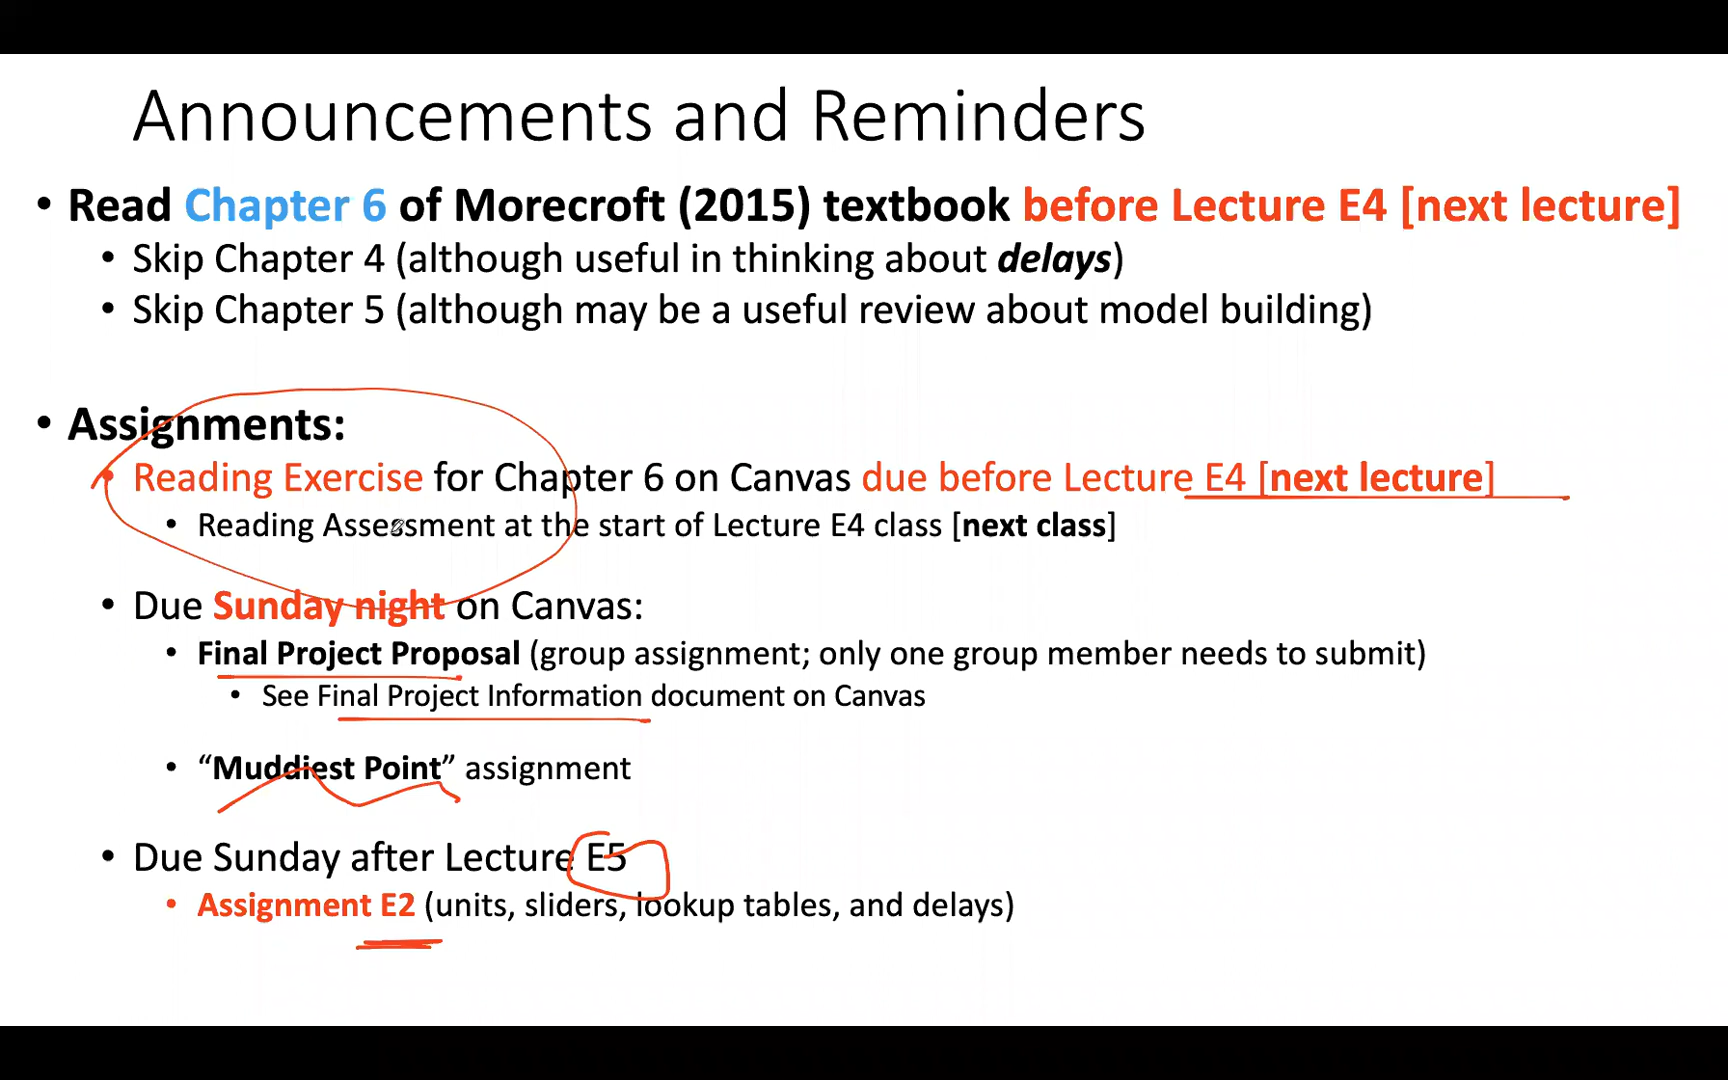 Announcements and Reminders
• Read Chapter 6 of Morecroft (2015) textbook before Lecture E4 [next lecture]
• Skip Chapter 4 (although useful in thinking about delays)
• Skip Chapter 5 (although may be a useful review about model building)
• Assignments:
• Reading Exercise for Chapter 6 on Canvas due before Lecture E4 [next lecture]
• Reading Assessment at the start of Lecture E4 class [next class]
• Due Sunday night on Canvas:
• Final Project Proposal (group assignment; only one group member needs to submit)
• See Final Project Information document on Canvas
• “Muddiest Point” assignment
• Due Sunday after Lecture E5
• Assignment E2 (units, sliders, lookup tables, and delays)